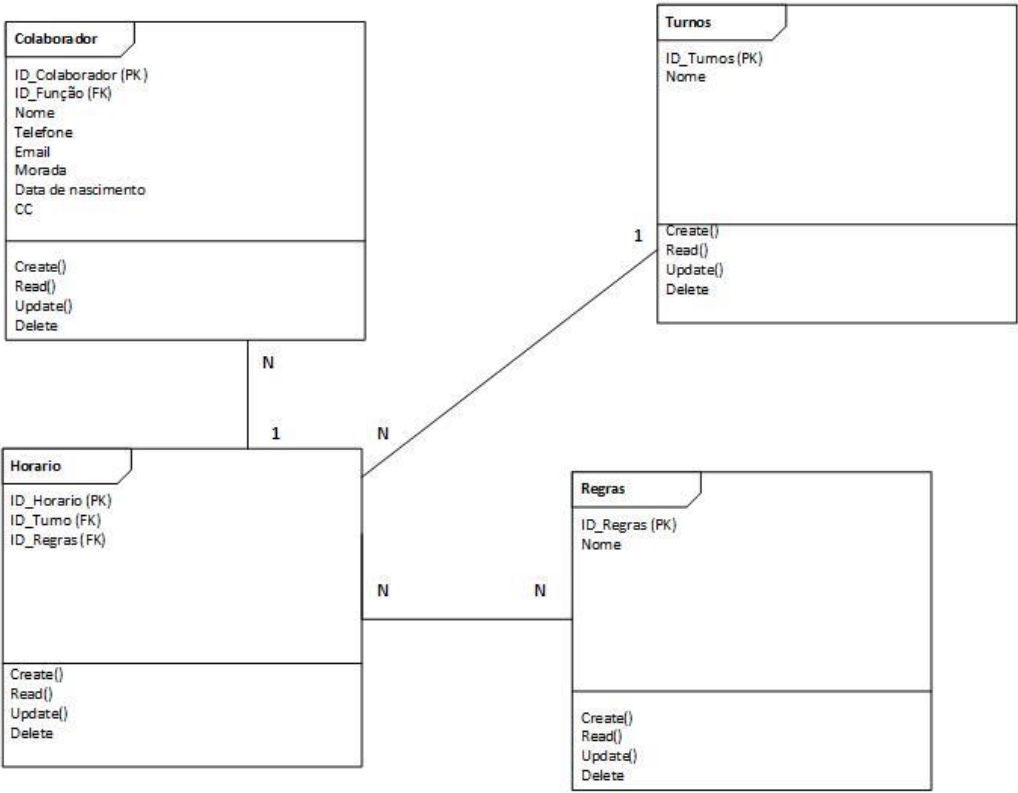 Colaborador
ID_Colaborador (PK)
ID_Função (FK)
Nome
Telefone
Email
Morada
Data de nascimento
CC
Create()
Read()
Update()
Delete
Turnos
ID_Turnos (PK)
Nome
Create()
Read()
Update()
Delete
1
N
1
N
Horario
ID_Horario (PK)
ID_Turno (FK)
ID_Regras (FK)
Create()
Read()
Update()
Delete
N
N
Regras
ID_Regras (PK)
Nome
Create()
Read()
Update()
Delete